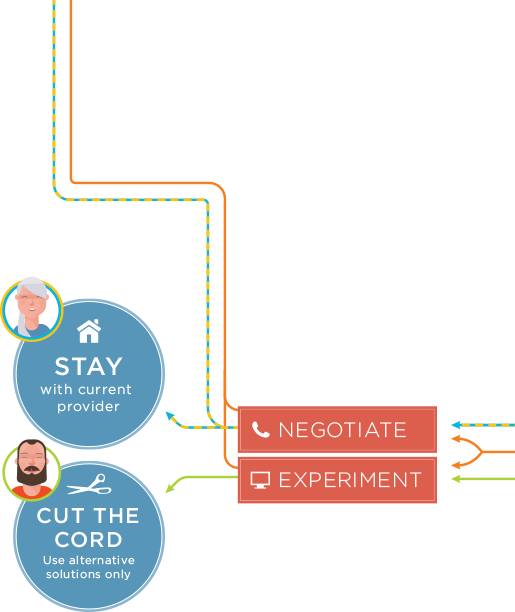 STAY
with current
provider
NEGOTIATE
EXPERIMENT
CUT THE
CORD
Use alternative
solutions only